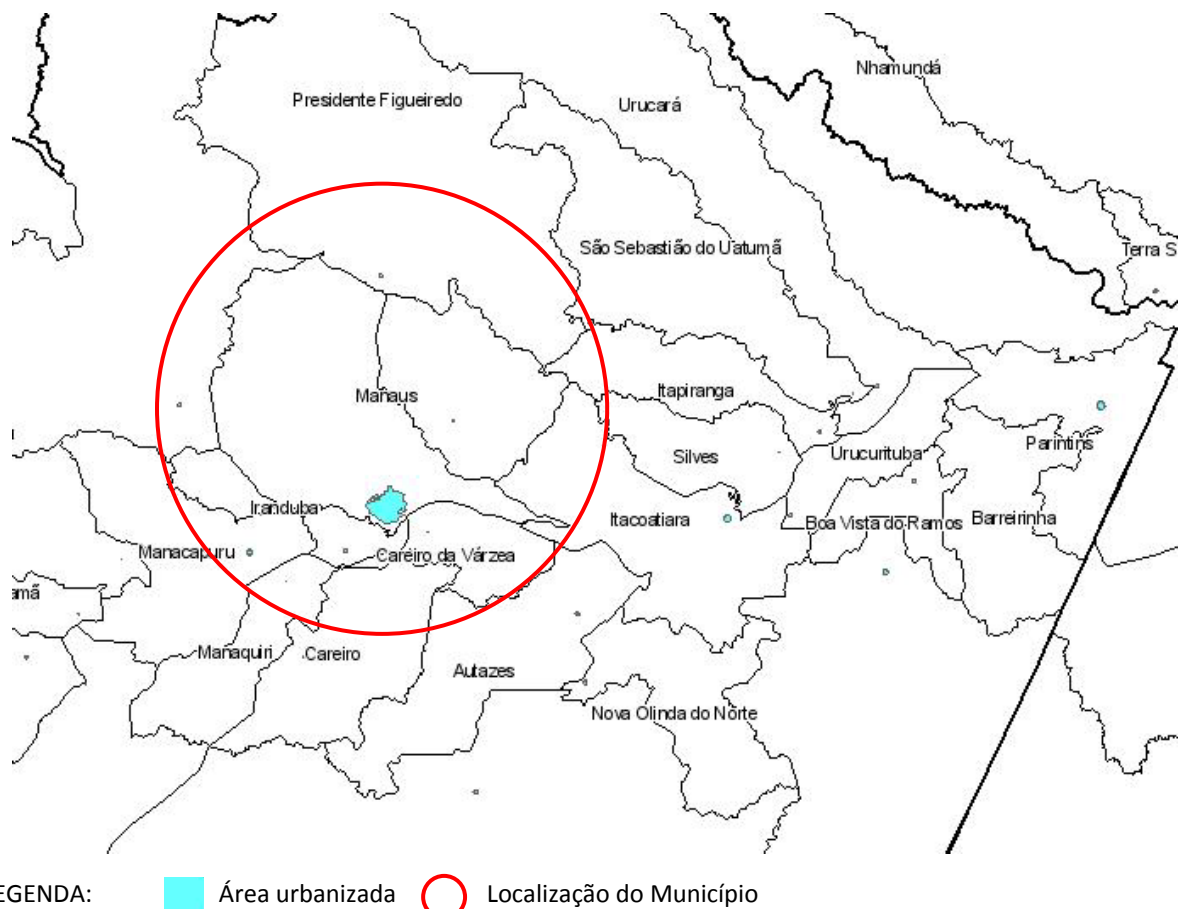 Nhamundá
Presidente Figueiredo
Urucará
São Sebastião do Uatumã
Terra S
Manaus
Itapiranga
Parintins
Silves
Urucurituba
Iranduba
Itacoatiara
Boa Vista do Ramos
Barreirinha
Manacapuru
Careiro da Várzea
amã
Manaquiri
Careiro
Autazes
Nova Olinda do Norte
EGENDA:
Área urbanizada
Localização do Município